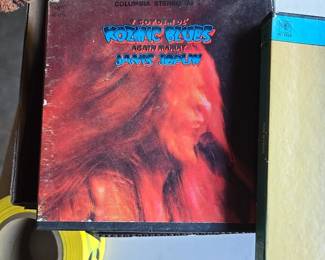 COLUMBIA STEREO
I GOT DEM OL'
KOZMIC BLUES
AGAIN MAMA!
JANIS JOPLIN